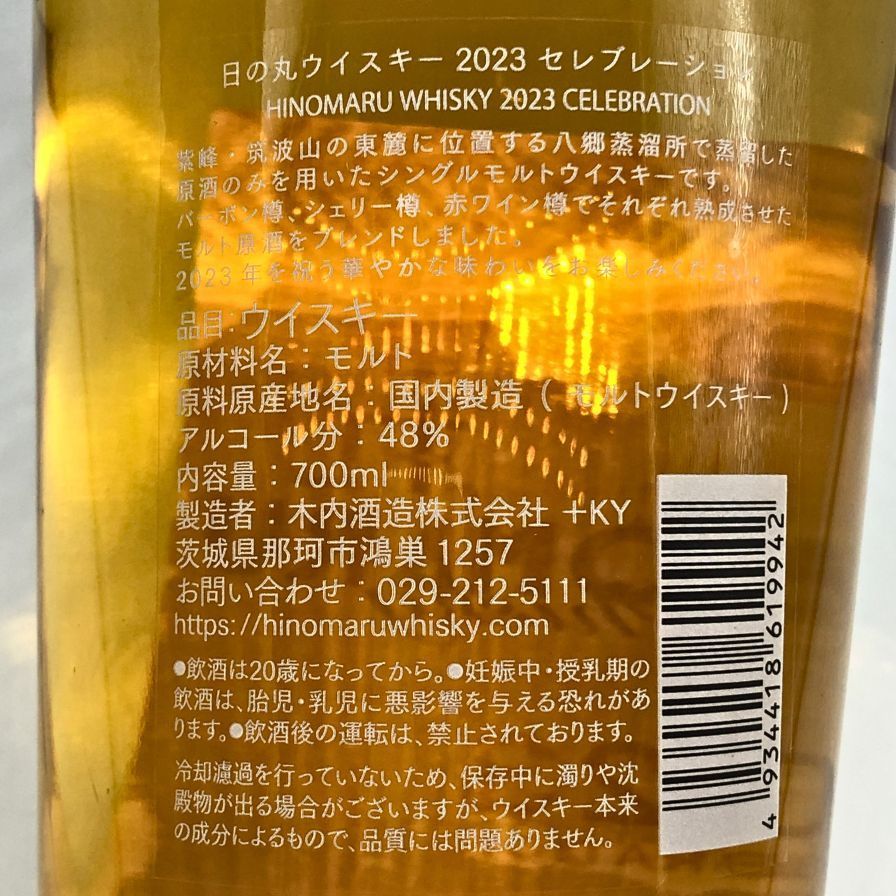 日の丸ウイスキー 2023 セレブレーション
HINOMARU WHISKY 2023 CELEBRATION
紫峰・筑波山の東麓に位置する八郷蒸溜所で蒸留した
原酒のみを用いたシングルモルトウイスキーです。
バーボン樽、シェリー樽、赤ワイン樽でそれぞれ熟成させた
モルト原酒をブレンドしました。
2023年を祝う華やかな味わいをお楽しみください。
品目：ウイスキー
原材料名：モルト
原料原産地名：国内製造（モルトウイスキー）
アルコール分：48%
内容量：700ml
製造者：木内酒造株式会社 +KY
茨城県那珂市鴻巣1257
お問い合わせ：029-212-5111
https://hinomaruwhisky.com
●飲酒は20歳になってから。●妊娠中・授乳期の
飲酒は、胎児・乳児に悪影響を与える恐れがあ
ります。●飲酒後の運転は、禁止されております。
冷却濾過を行っていないため、保存中に濁りや沈
殿物が出る場合がございますが、ウイスキー本来
の成分によるもので、品質には問題ありません。
4 934418 619942